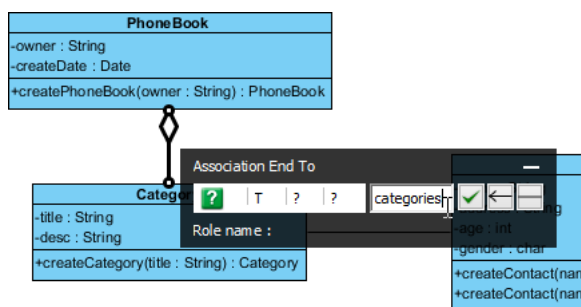 PhoneBook
-owner : String
-createDate : Date
+createPhoneBook(owner : String) : PhoneBook
Association End To
? T ? ? categories
Role name :
-title : String
-desc : String
+createCategory(title : String) : Category
-age : int
-gender : char
+createContact(nam
+createContact(nam